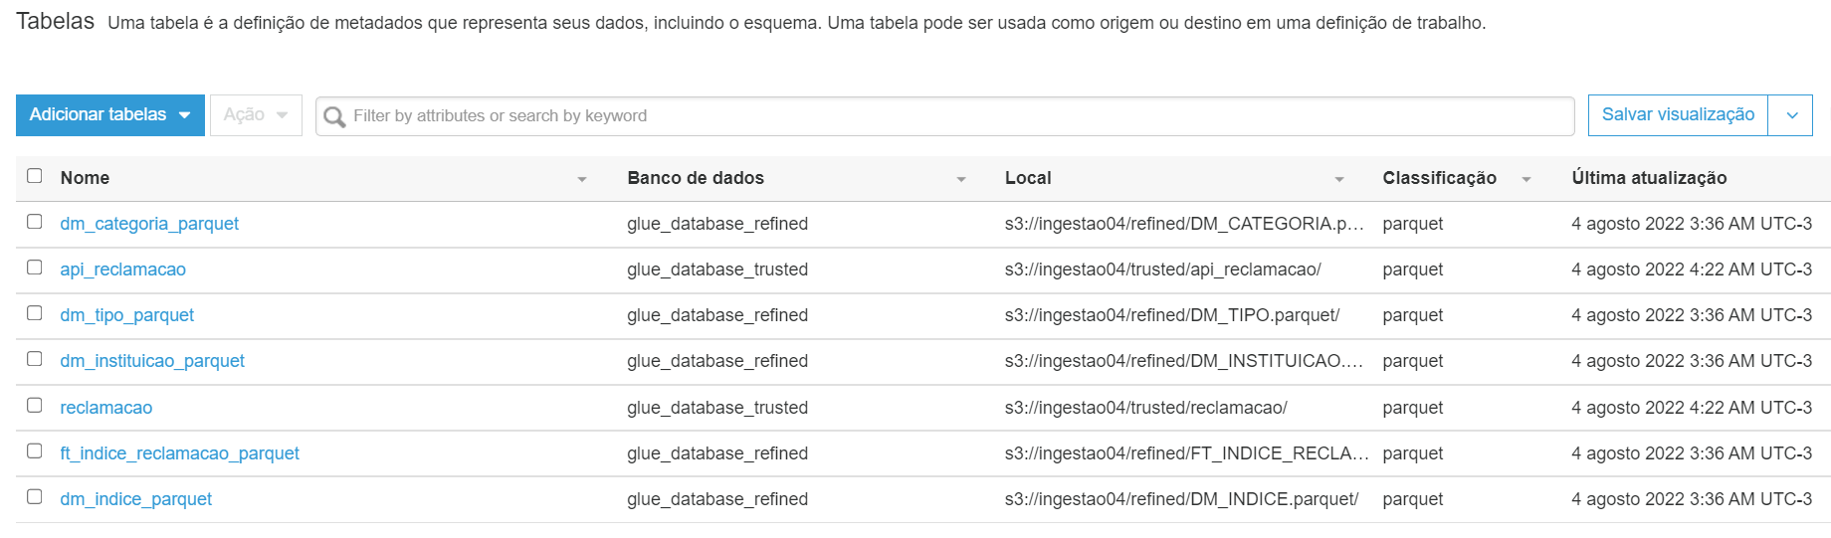 Tabelas Uma tabela é a definição de metadados que representa seus dados, incluindo o esquema. Uma tabela pode ser usada como origem ou destino em uma definição de trabalho.
Adicionar tabelas Ação Filter by attributes or search by keyword Salvar visualização
Nome Banco de dados Local Classificação Última atualização
dm_categoria_parquet glue_database_refined s3://ingestao04/refined/DM_CATEGORIA.p... parquet 4 agosto 2022 3:36 AM UTC-3
api_reclamacao glue_database_trusted s3://ingestao04/trusted/api_reclamacao/ parquet 4 agosto 2022 4:22 AM UTC-3
dm_tipo_parquet glue_database_refined s3://ingestao04/refined/DM_TIPO.parquet/ parquet 4 agosto 2022 3:36 AM UTC-3
dm_instituicao_parquet glue_database_refined s3://ingestao04/refined/DM_INSTITUICAO.... parquet 4 agosto 2022 3:36 AM UTC-3
reclamacao glue_database_trusted s3://ingestao04/trusted/reclamacao/ parquet 4 agosto 2022 4:22 AM UTC-3
ft_indice_reclamacao_parquet glue_database_refined s3://ingestao04/refined/FT_INDICE_RECLA... parquet 4 agosto 2022 3:36 AM UTC-3
dm_indice_parquet glue_database_refined s3://ingestao04/refined/DM_INDICE.parquet/ parquet 4 agosto 2022 3:36 AM UTC-3